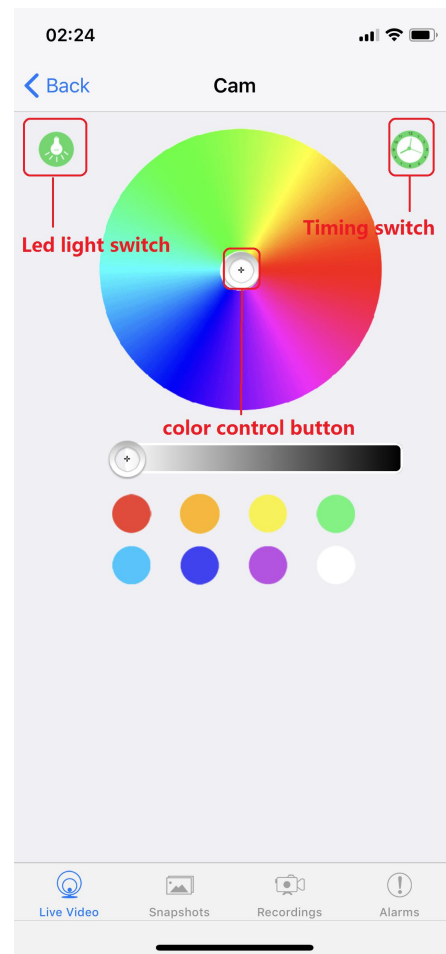 02:24
Back
Cam
Led light switch
Timing switch
color control button
Live Video
Snapshots
Recordings
Alarms